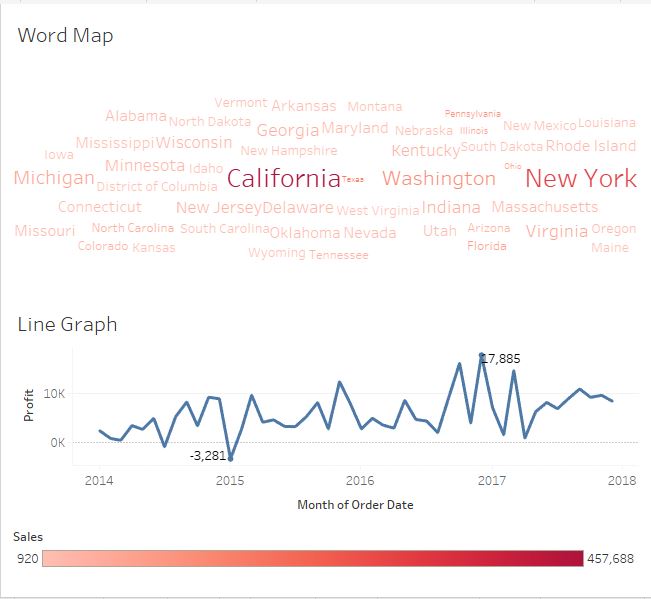 Word Map
Vermont Arkansas Montana
Alabama North Dakota Pennsylvania
Georgia Maryland Nebraska Illinois New Mexico Louisiana
Mississippi Wisconsin
Iowa New Hampshire Kentucky South Dakota Rhode Island
Minnesota Idaho Ohio
Michigan California Texas Washington New York
District of Columbia
Connecticut New Jersey Delaware West Virginia Indiana Massachusetts
Missouri North Carolina South Carolina Oklahoma Nevada Utah Arizona Virginia Oregon
Colorado Kansas Florida Maine
Wyoming Tennessee
Line Graph
17,885
10K
Profit
0K
-3,281
2014 2015 2016 2017 2018
Month of Order Date
Sales
920 457,688